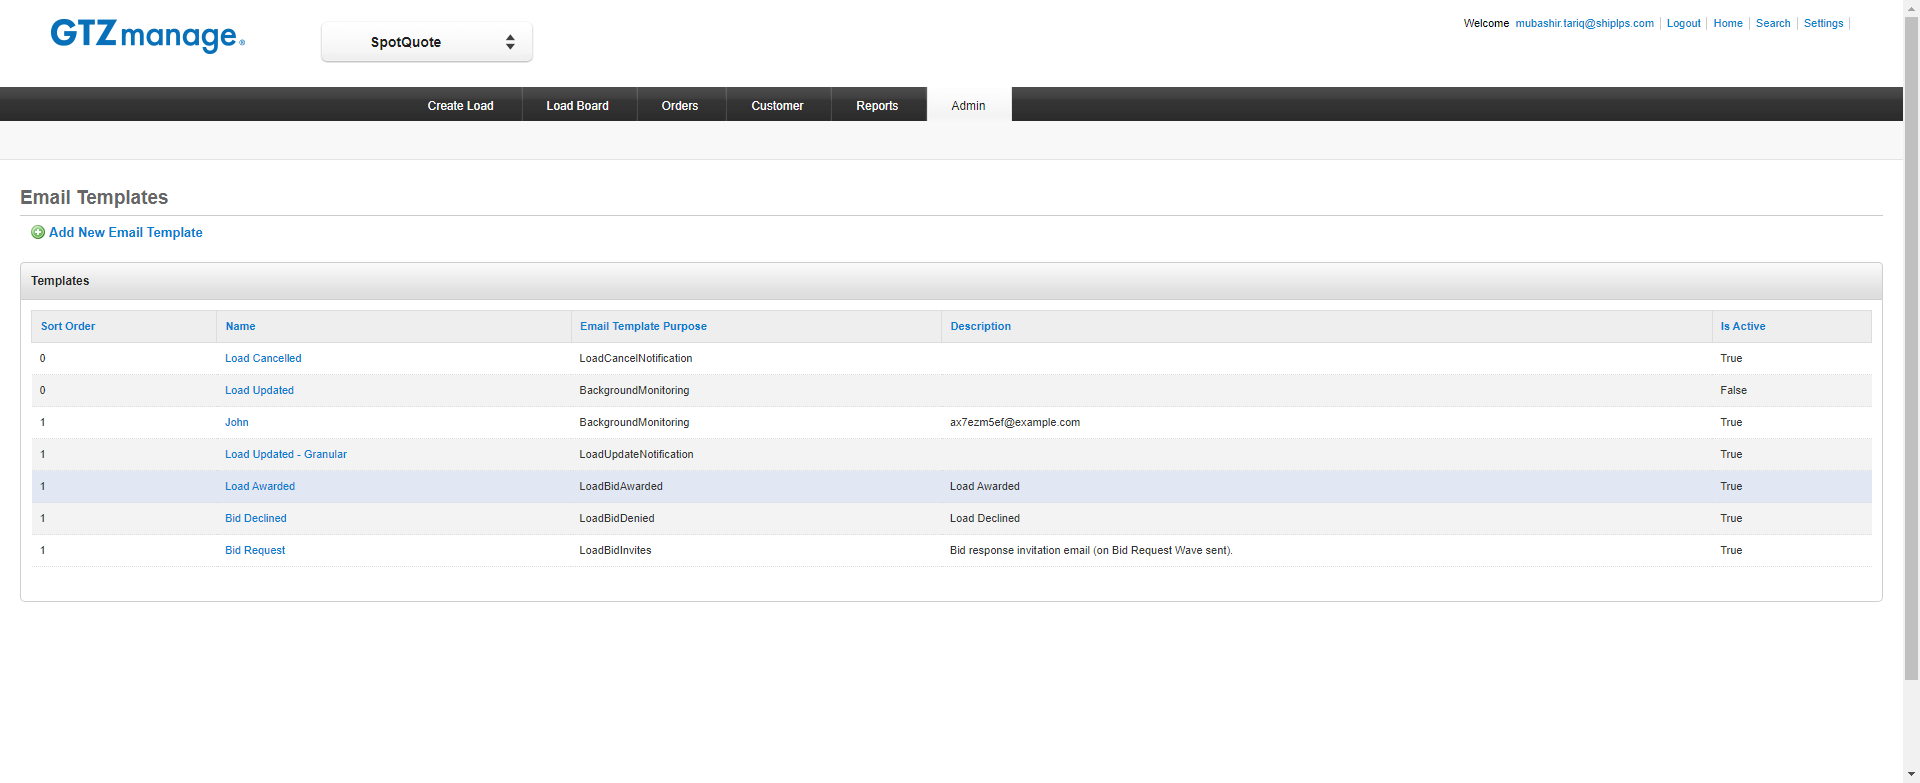 GTZmanage®
SpotQuote
Welcome mubashir.tariq@shiplps.com Logout Home Search Settings
Create Load Load Board Orders Customer Reports Admin
Email Templates
Add New Email Template
Templates
Sort Order Name Email Template Purpose Description Is Active
0 Load Cancelled LoadCancelNotification True
0 Load Updated BackgroundMonitoring False
1 John BackgroundMonitoring ax7ezm5ef@example.com True
1 Load Updated - Granular LoadUpdateNotification True
1 Load Awarded LoadBidAwarded Load Awarded True
1 Bid Declined LoadBidDenied Load Declined True
1 Bid Request LoadBidInvites Bid response invitation email (on Bid Request Wave sent). True